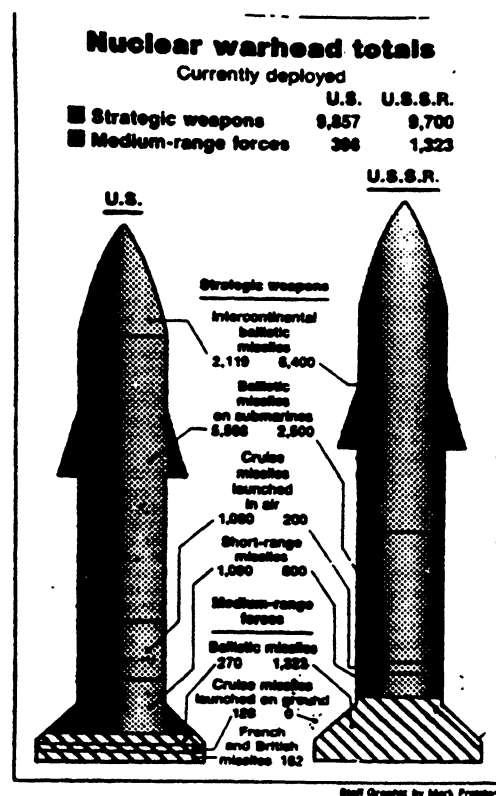 Nuclear warhead totals
Currently deployed
U.S. U.S.S.R.
Strategic weapons 9,857 9,700
Medium-range forces 396 1,323
U.S.
U.S.S.R.
Strategic weapons
Intercontinental
ballistic
missiles
2,119 6,400
Ballistic
missiles
on submarines
2,500
Cruise
missiles
launched
in air
1,080 200
Short-range
missiles
1,080 600
Medium-range
forces
Ballistic missiles
270 1,323
Cruise missiles
launched on ground
126 0
French
and British
missiles 162
Staff Graphic by Mark